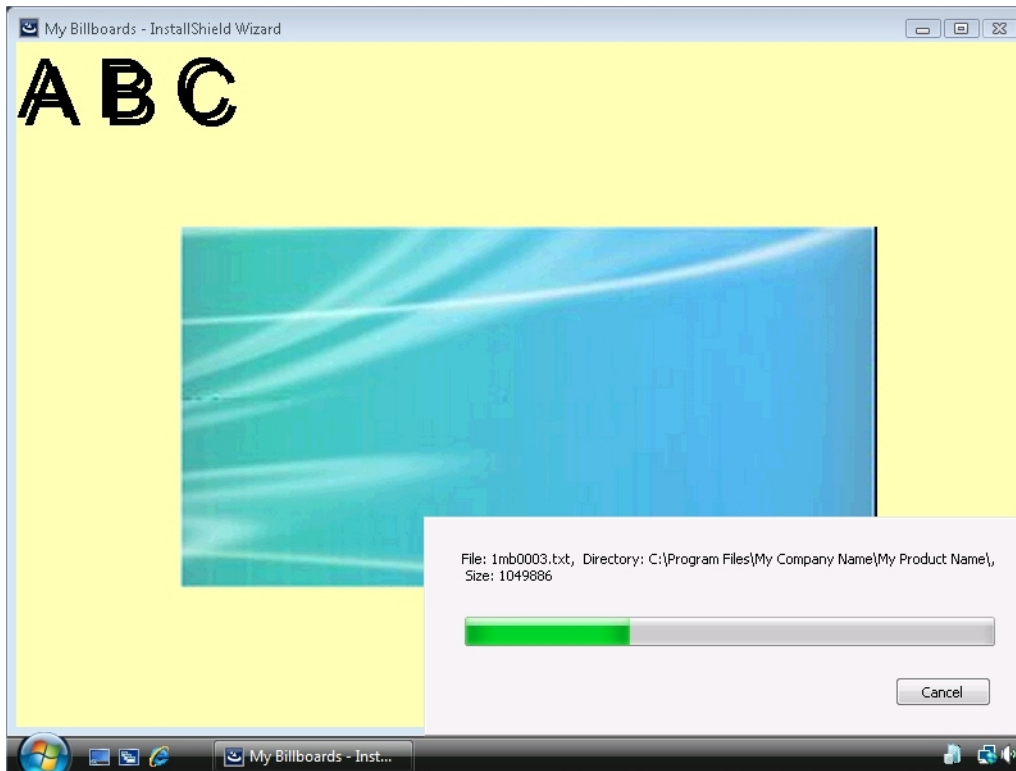 My Billboards - InstallShield Wizard
A B C
File: 1mb0003.txt, Directory: C:\Program Files\My Company Name\My Product Name\,
Size: 1049886
Cancel
My Billboards - Inst...